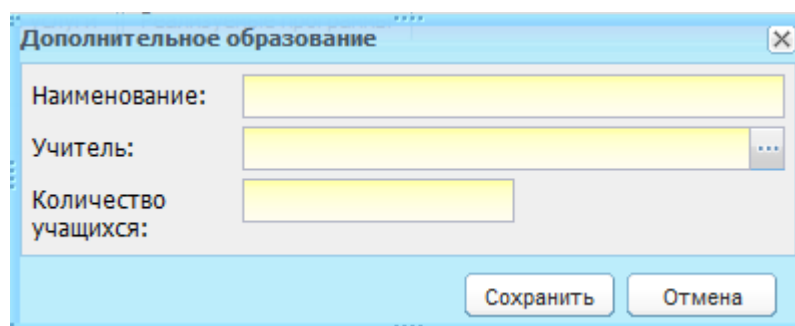 Дополнительное образование
Наименование:
Учитель:
...
Количество
учащихся:
Сохранить Отмена